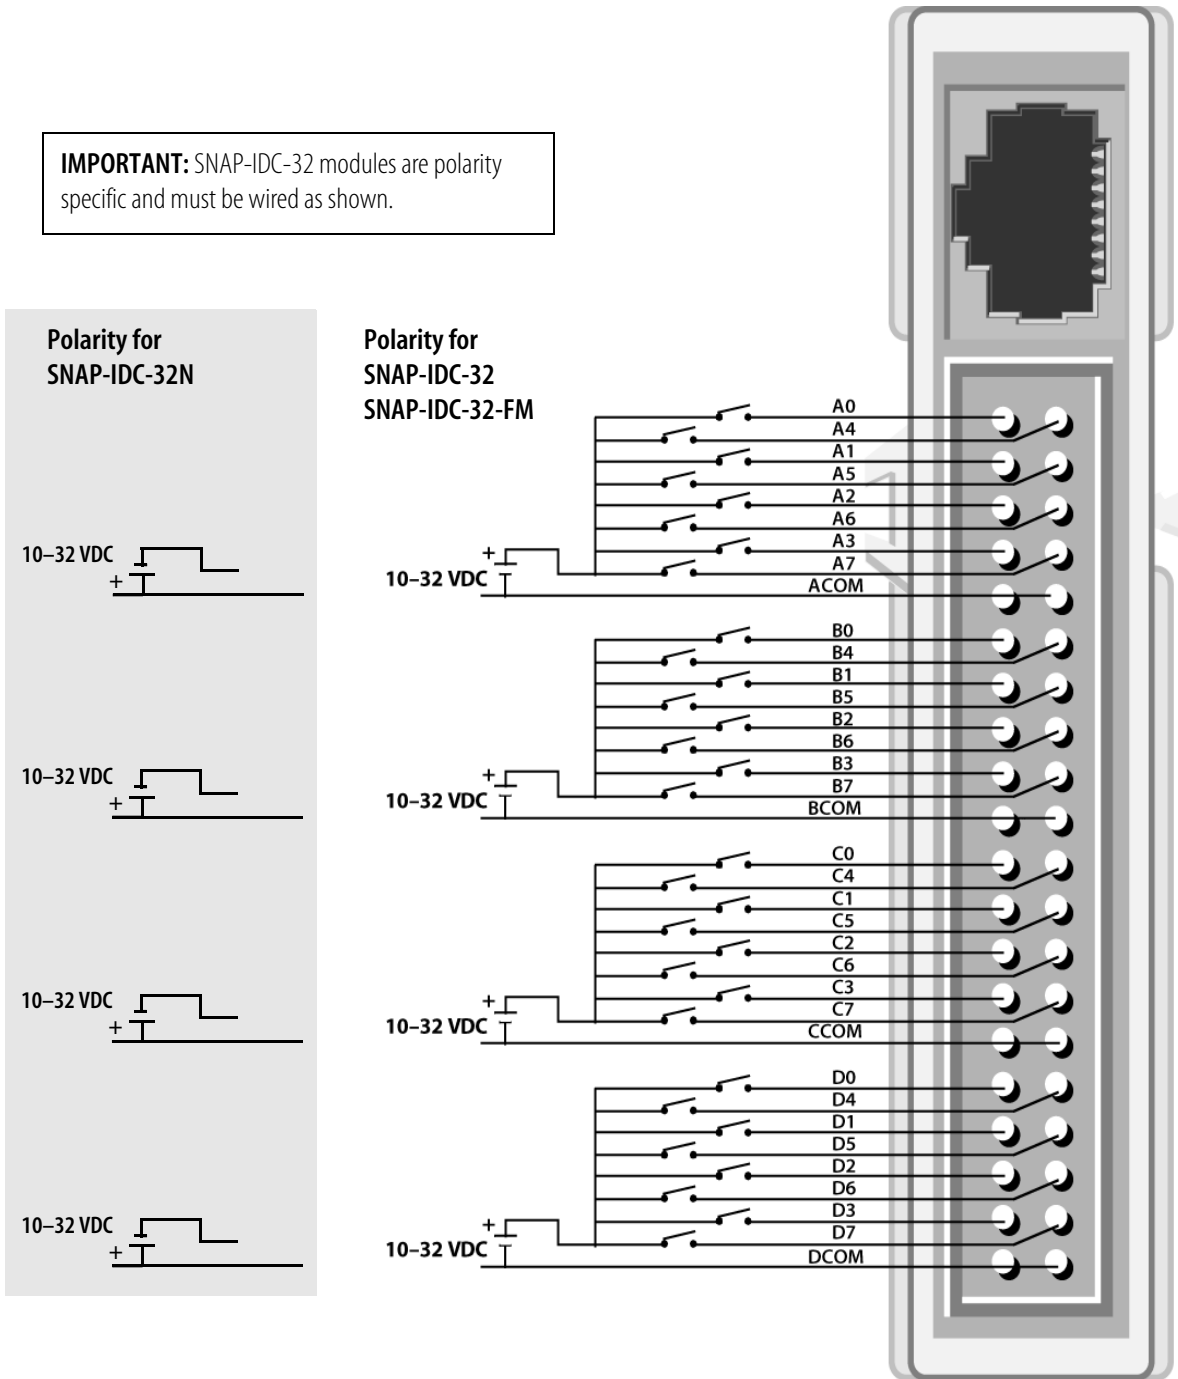 IMPORTANT: SNAP-IDC-32 modules are polarity
specific and must be wired as shown.
Polarity for
SNAP-IDC-32N
Polarity for
SNAP-IDC-32
SNAP-IDC-32-FM
A0
A4
A1
A5
A2
A6
A3
A7
ACOM
10–32 VDC
+
+
10–32 VDC
B0
B4
B1
B5
B2
B6
B3
B7
BCOM
10–32 VDC
+
+
10–32 VDC
C0
C4
C1
C5
C2
C6
C3
C7
CCOM
10–32 VDC
+
+
10–32 VDC
D0
D4
D1
D5
D2
D6
D3
D7
DCOM
10–32 VDC
+
+
10–32 VDC